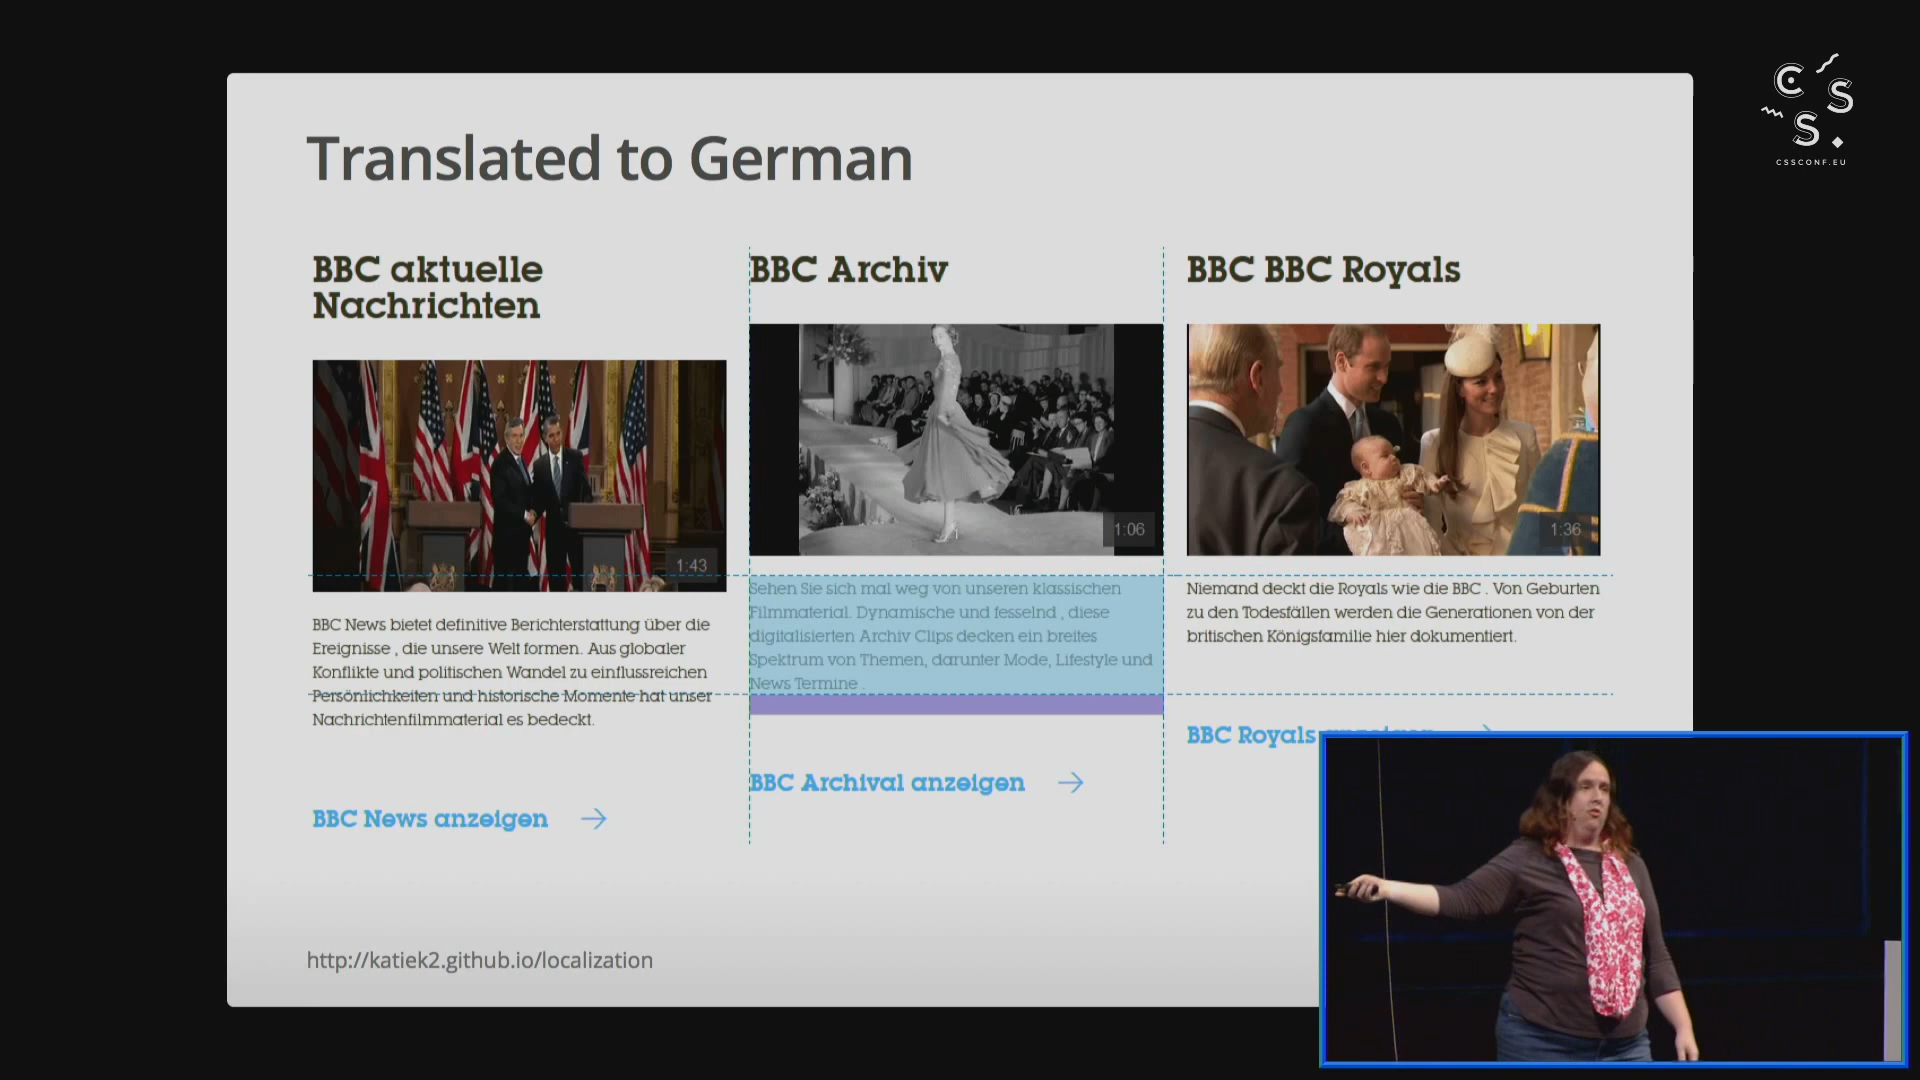 Translated to German
BBC aktuelle
Nachrichten
1:43
BBC News bietet definitive Berichterstattung über die
Ereignisse , die unsere Welt formen. Aus globaler
Konflikte und politischen Wandel zu einflussreichen
Persönlichkeiten und historische Momente hat unser
Nachrichtenfilmmaterial es bedeckt.
BBC News anzeigen
BBC Archiv
1:06
Sehen Sie sich mal weg von unseren klassischen
Filmmaterial. Dynamische und fesselnd , diese
digitalisierten Archiv Clips decken ein breites
Spektrum von Themen, darunter Mode, Lifestyle und
News Termine .
BBC Archival anzeigen
BBC BBC Royals
1:36
Niemand deckt die Royals wie die BBC . Von Geburten
zu den Todesfällen werden die Generationen von der
britischen Königsfamilie hier dokumentiert.
BBC Royals
http://katiek2.github.io/localization
CSS.
CSSCONF.EU